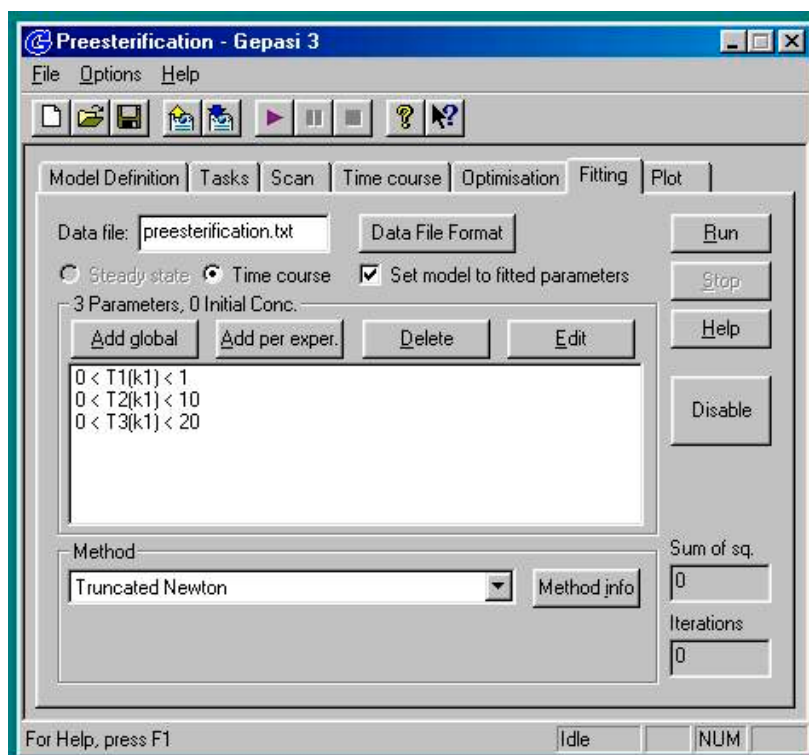 Preesterification - Gepasi 3
File Options Help
Model Definition Tasks Scan Time course Optimisation Fitting Plot
Data file: preesterification.txt Data File Format Run
Steady state Time course Set model to fitted parameters Stop
3 Parameters, 0 Initial Conc.
Add global Add per exper. Delete Edit Help
0 < T1(k1) < 1
0 < T2(k1) < 10
0 < T3(k1) < 20
Disable
Method
Truncated Newton Method info
Sum of sq.
0
Iterations
0
For Help, press F1 Idle NUM